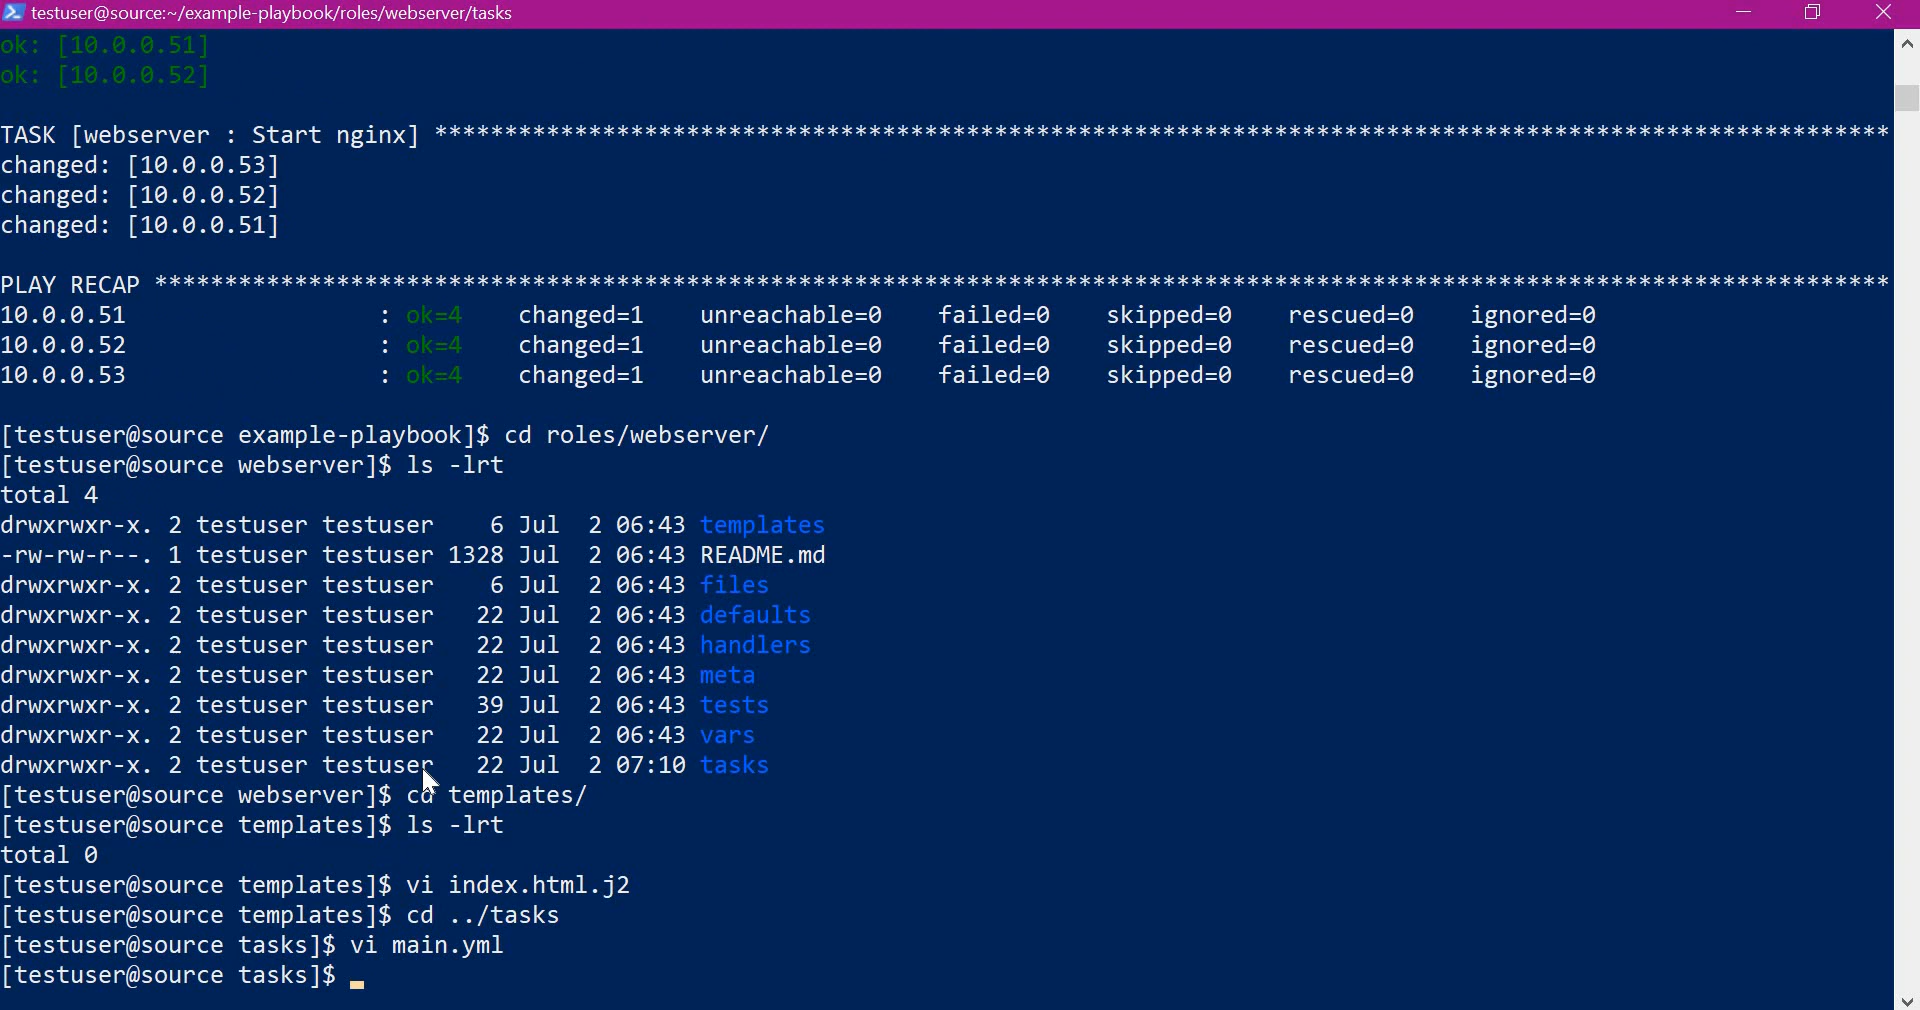 testuser@source:~/example-playbook/roles/webserver/tasks
ok: [10.0.0.51]
ok: [10.0.0.52]
TASK [webserver : Start nginx] ********************************************************************************************************
changed: [10.0.0.53]
changed: [10.0.0.52]
changed: [10.0.0.51]
PLAY RECAP ****************************************************************************************************************************
10.0.0.51                  : ok=4    changed=1    unreachable=0    failed=0    skipped=0    rescued=0    ignored=0
10.0.0.52                  : ok=4    changed=1    unreachable=0    failed=0    skipped=0    rescued=0    ignored=0
10.0.0.53                  : ok=4    changed=1    unreachable=0    failed=0    skipped=0    rescued=0    ignored=0
[testuser@source example-playbook]$ cd roles/webserver/
[testuser@source webserver]$ ls -lrt
total 4
drwxrwxr-x. 2 testuser testuser    6 Jul  2 06:43 templates
-rw-rw-r--. 1 testuser testuser 1328 Jul  2 06:43 README.md
drwxrwxr-x. 2 testuser testuser    6 Jul  2 06:43 files
drwxrwxr-x. 2 testuser testuser   22 Jul  2 06:43 defaults
drwxrwxr-x. 2 testuser testuser   22 Jul  2 06:43 handlers
drwxrwxr-x. 2 testuser testuser   22 Jul  2 06:43 meta
drwxrwxr-x. 2 testuser testuser   39 Jul  2 06:43 tests
drwxrwxr-x. 2 testuser testuser   22 Jul  2 06:43 vars
drwxrwxr-x. 2 testuser testuser   22 Jul  2 07:10 tasks
[testuser@source webserver]$ cd templates/
[testuser@source templates]$ ls -lrt
total 0
[testuser@source templates]$ vi index.html.j2
[testuser@source templates]$ cd ../tasks
[testuser@source tasks]$ vi main.yml
[testuser@source tasks]$